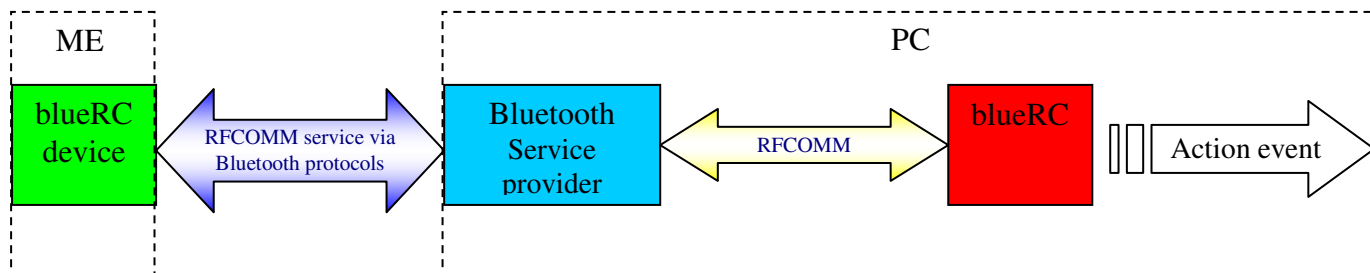 ME
PC
blueRC
device
RFCOMM service via
Bluetooth protocols
Bluetooth
Service
provider
RFCOMM
blueRC
Action event